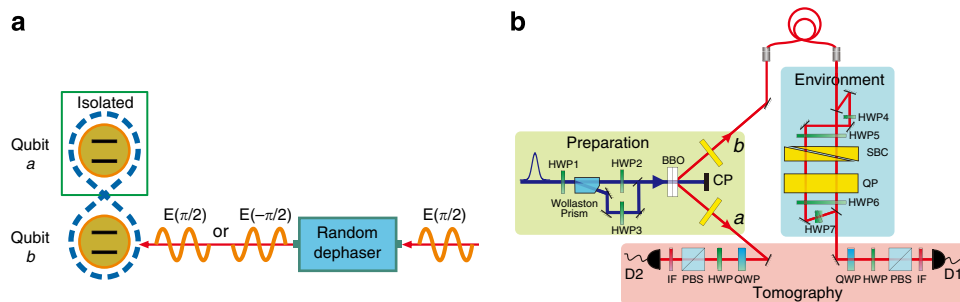 a
Isolated
Qubit
a
Qubit
b
E(π/2)
or
E(−π/2)
Random
dephaser
E(π/2)
b
Environment
HWP4
HWP5
SBC
QP
HWP6
HWP7
Preparation
HWP1
HWP2
BBO
b
CP
Wollaston
Prism
HWP3
a
D2
IF
PBS
HWP
QWP
QWP
HWP
PBS
IF
D1
Tomography